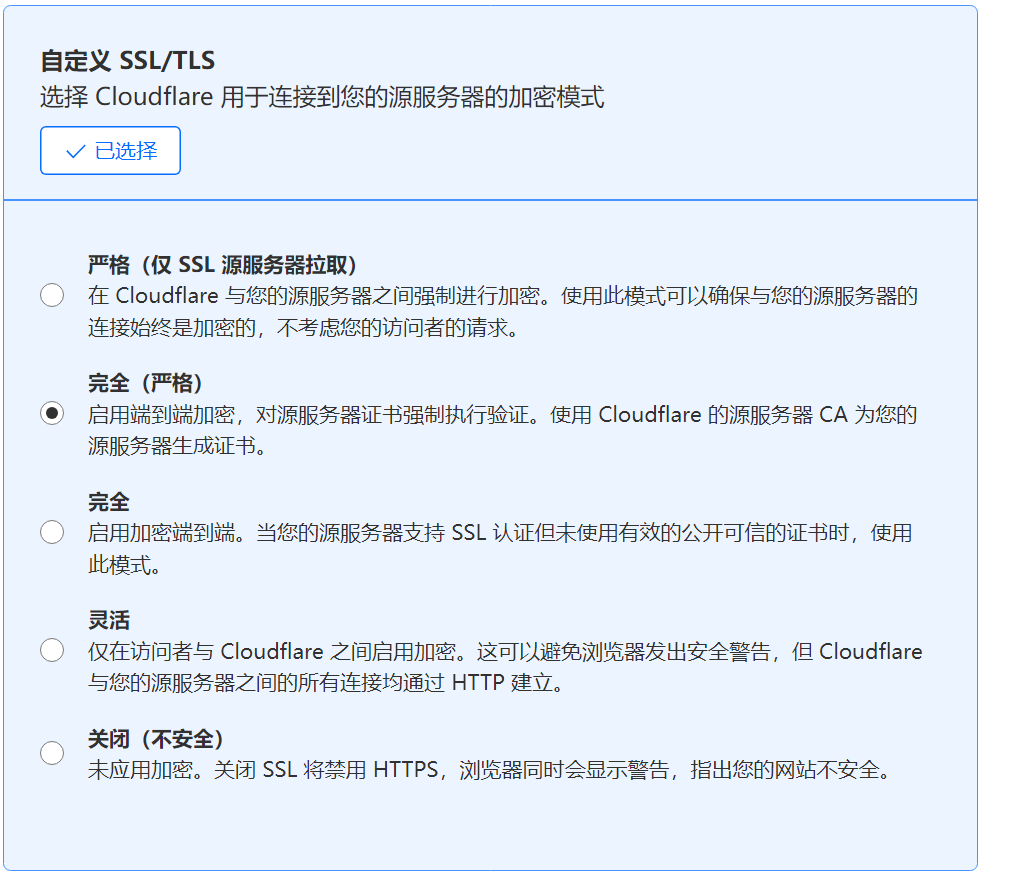 自定义 SSL/TLS
选择 Cloudflare 用于连接到您的源服务器的加密模式
已选择
严格（仅 SSL 源服务器拉取）
在 Cloudflare 与您的源服务器之间强制进行加密。使用此模式可以确保与您的源服务器的
连接始终是加密的，不考虑您的访问者的请求。
完全（严格）
启用端到端加密，对源服务器证书强制执行验证。使用 Cloudflare 的源服务器 CA 为您的
源服务器生成证书。
完全
启用加密端到端。当您的源服务器支持 SSL 认证但未使用有效的公开可信的证书时，使用
此模式。
灵活
仅在访问者与 Cloudflare 之间启用加密。这可以避免浏览器发出安全警告，但 Cloudflare
与您的源服务器之间的所有连接均通过 HTTP 建立。
关闭（不安全）
未应用加密。关闭 SSL 将禁用 HTTPS，浏览器同时会显示警告，指出您的网站不安全。